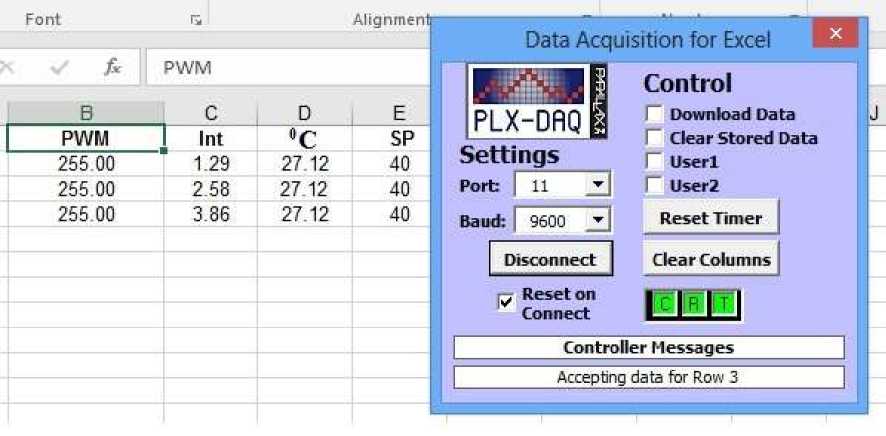 Font
Alignment
Data Acquisition for Excel
fx PWM
B C D E J
PWM Int ⁰C SP
255.00 1.29 27.12 40
255.00 2.58 27.12 40
255.00 3.86 27.12 40
PLX-DAQ
PARALLAX
Settings
Port: 11
Baud: 9600
Disconnect
Reset on
Connect
Control
Download Data
Clear Stored Data
User1
User2
Reset Timer
Clear Columns
C R T
Controller Messages
Accepting data for Row 3